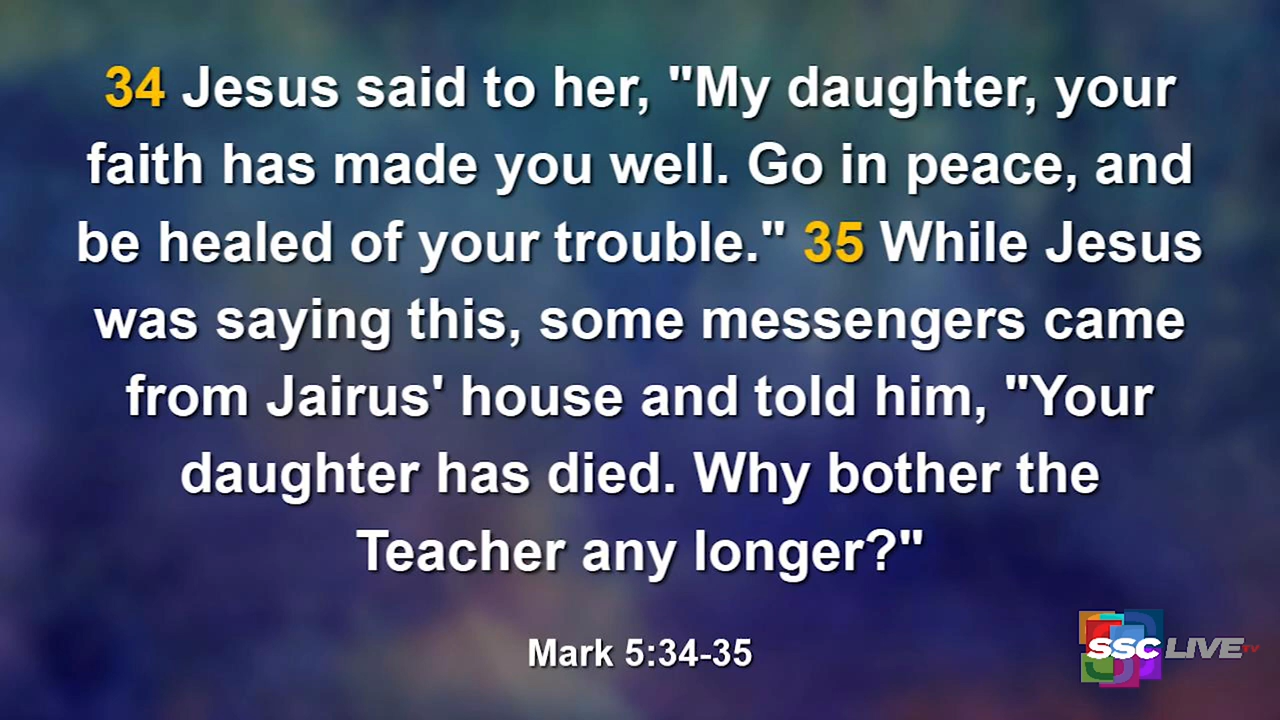 34 Jesus said to her, "My daughter, your
faith has made you well. Go in peace, and
be healed of your trouble." 35 While Jesus
was saying this, some messengers came
from Jairus' house and told him, "Your
daughter has died. Why bother the
Teacher any longer?"
Mark 5:34-35
SSC LIVE TV